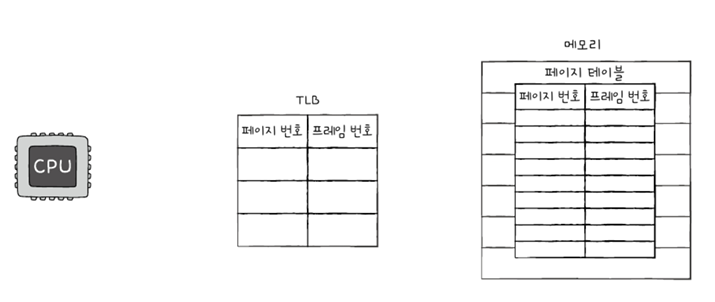 메모리
페이지 테이블
페이지 번호 프레임 번호
TLB
페이지 번호 프레임 번호
CPU